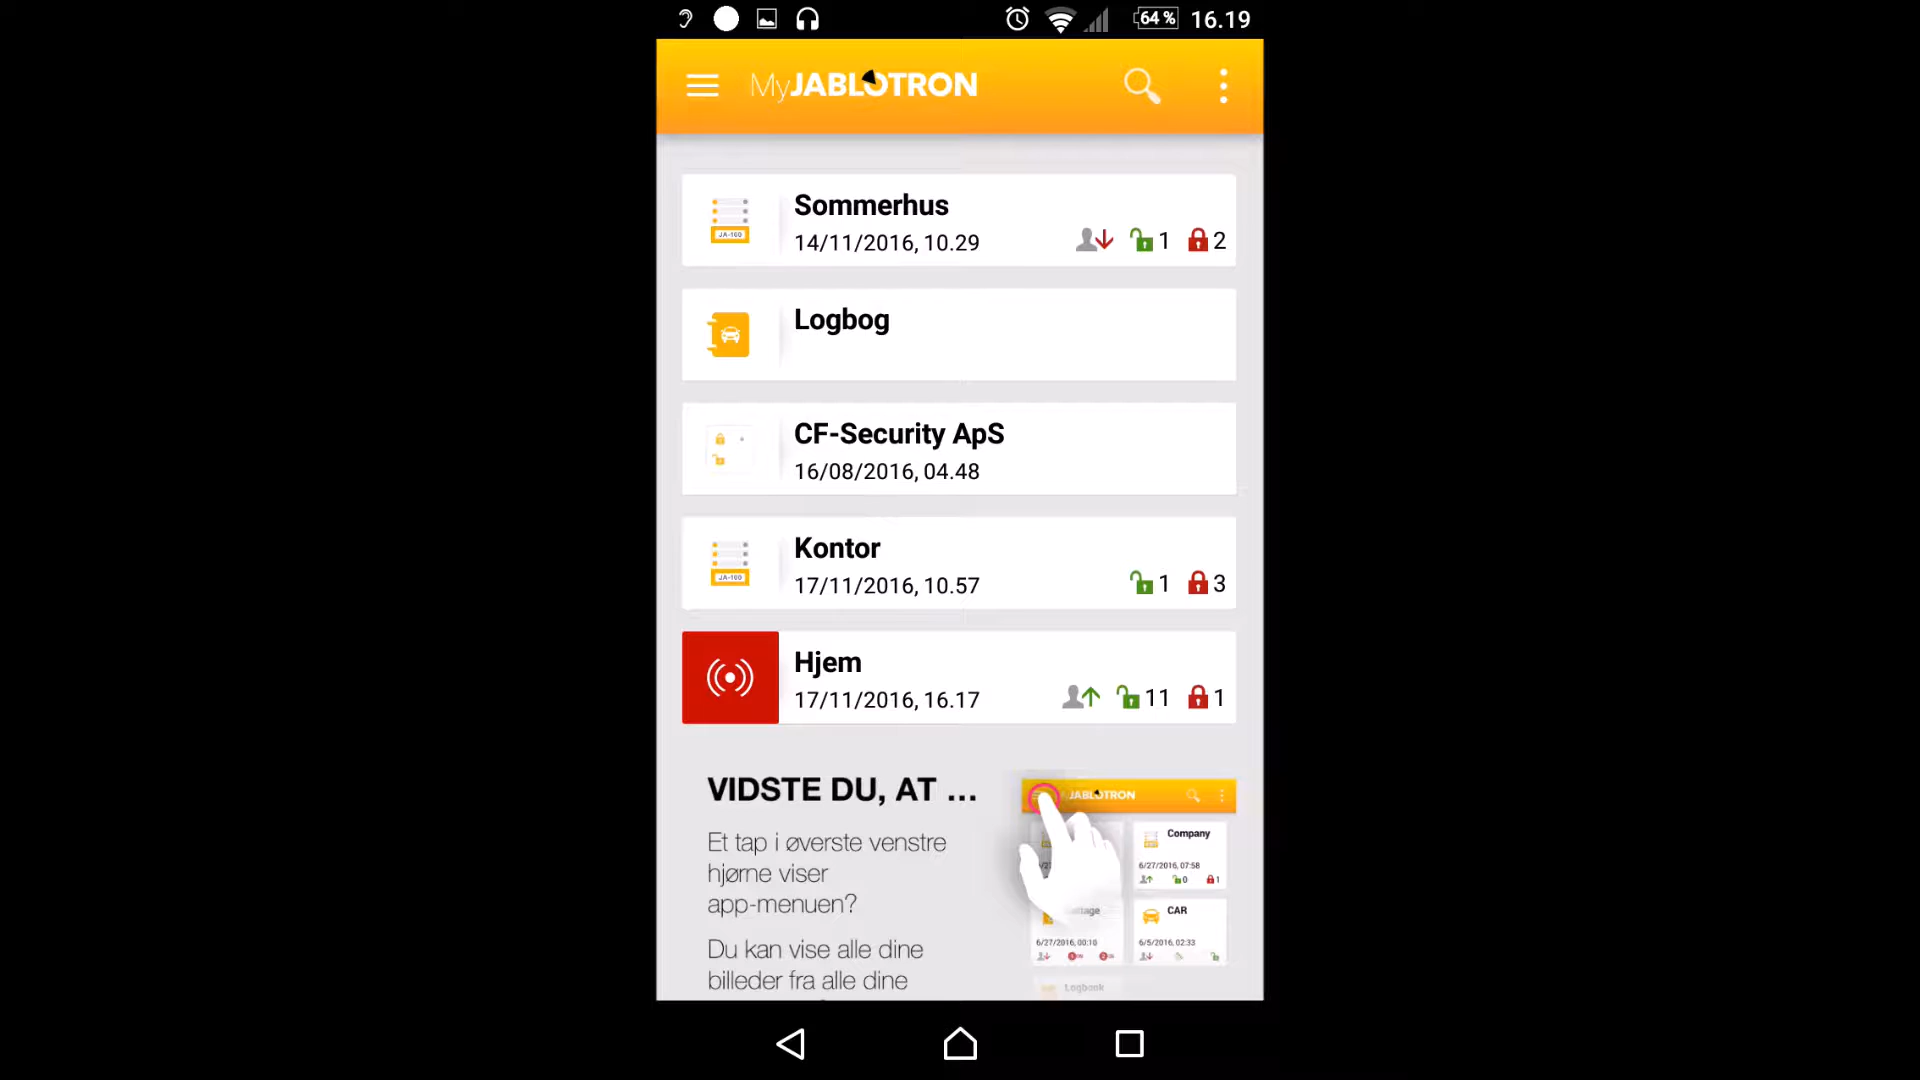 64 % 16.19
MyJABLOTRON
Sommerhus
JA-100
14/11/2016, 10.29 1 2
Logbog
CF-Security ApS
16/08/2016, 04.48
Kontor
JA-100
17/11/2016, 10.57 1 3
Hjem
17/11/2016, 16.17 11 1
VIDSTE DU, AT ...
Et tap i øverste venstre
hjørne viser
app-menuen?
Du kan vise alle dine
billeder fra alle dine
JABLOTRON
Company
6/27/2016, 07:58
0 1
CAR
6/27/2016, 00:10 6/5/2016, 02:33
Logbook